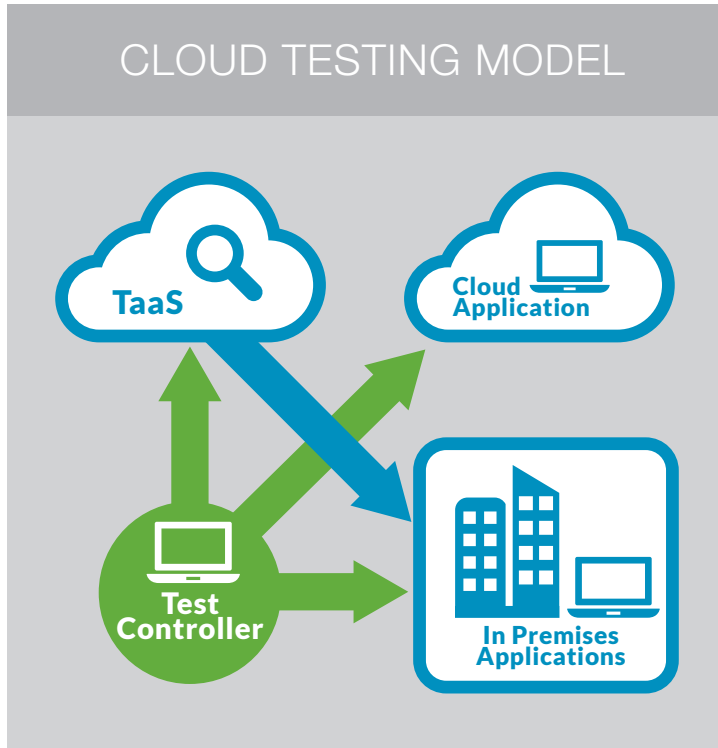 CLOUD TESTING MODEL
TaaS
Cloud
Application
Test
Controller
In Premises
Applications